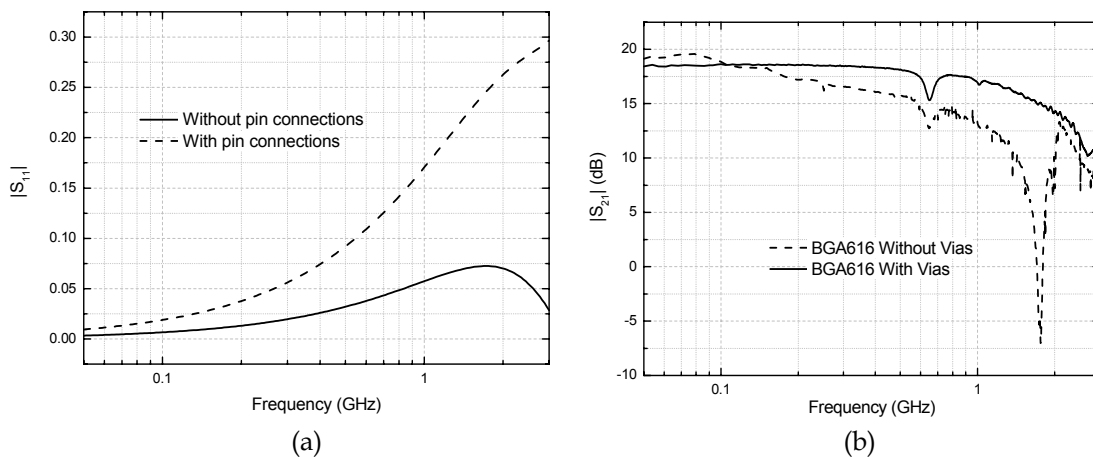 0.30
0.25
0.20
0.15
0.10
0.05
0.00
|S11|
Without pin connections
With pin connections
0.1
1
Frequency (GHz)
(a)
20
15
10
5
0
-5
-10
|S21| (dB)
BGA616 Without Vias
BGA616 With Vias
0.1
1
Frequency (GHz)
(b)